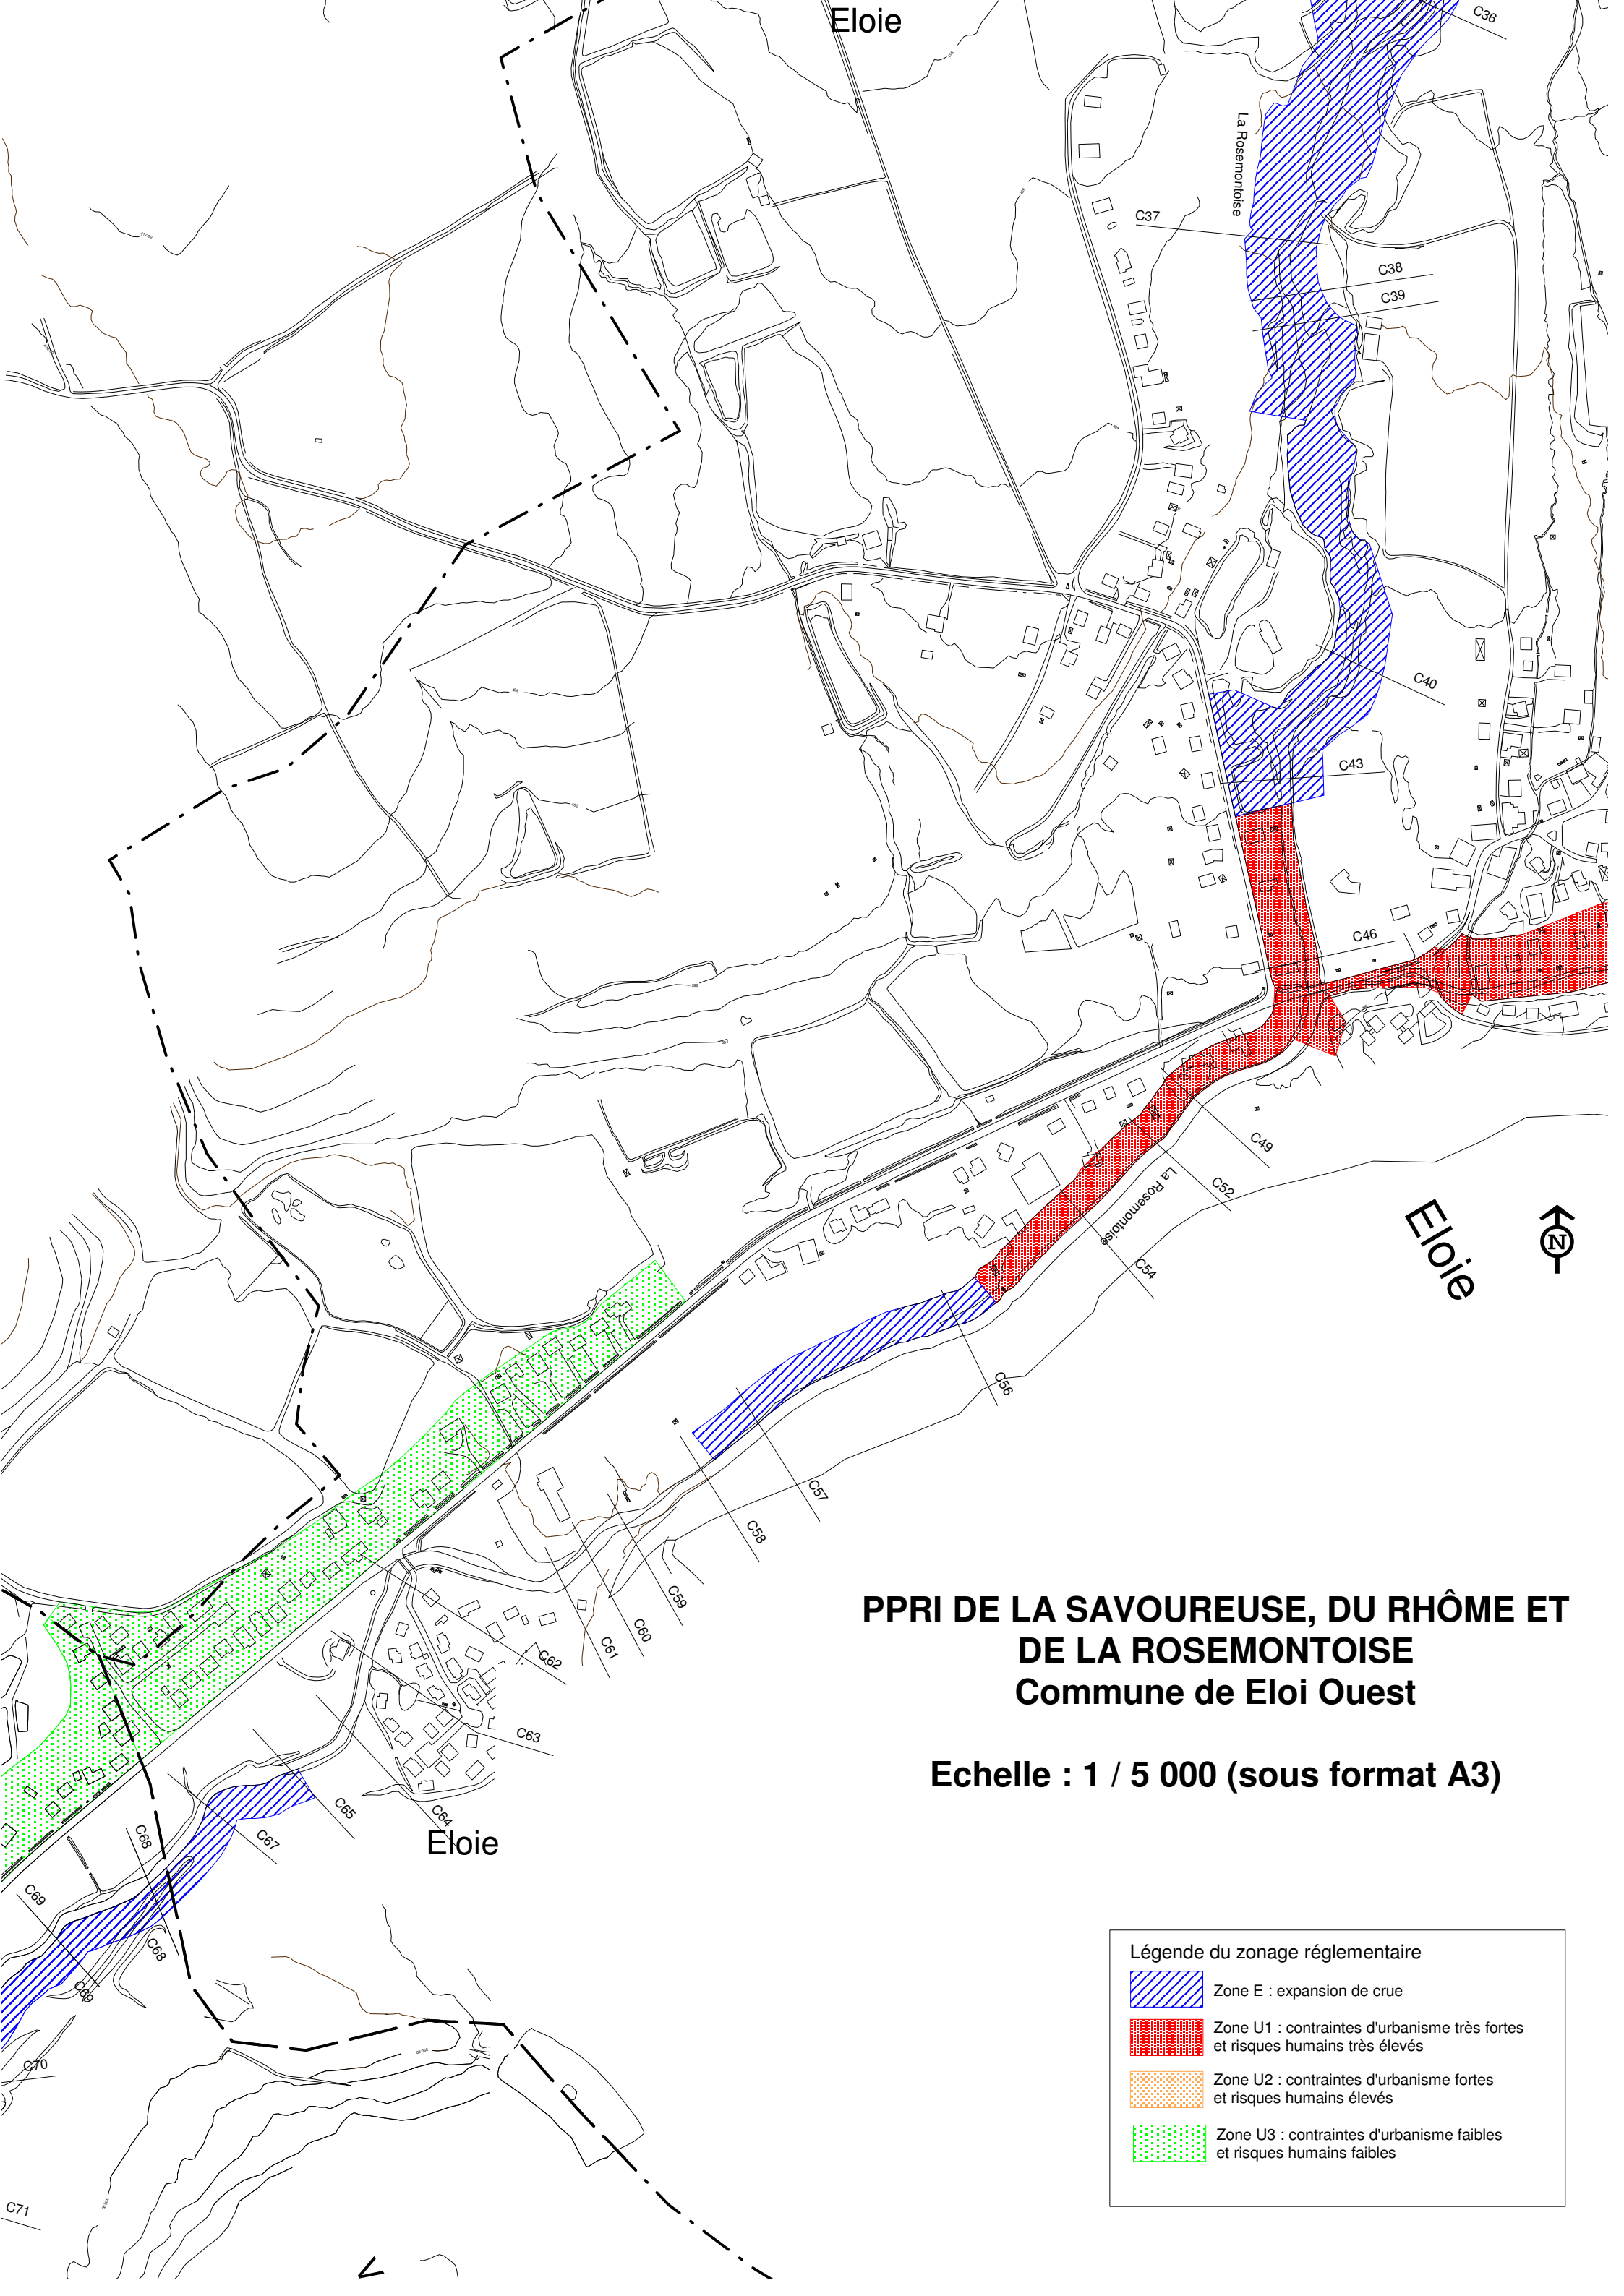 Eloie
C36
La Rosemontoise
C37
C38
C39
C40
C43
C46
C49
C52
La Rosemontoise
C54
Eloie
N
C56
C57
C58
C59
C60
C61
C62
C63
C64
C65
Eloie
C67
C68
C68
C69
C69
C70
C71
PPRI DE LA SAVOUREUSE, DU RHÔME ET
DE LA ROSEMONTOISE
Commune de Eloi Ouest
Echelle : 1 / 5 000 (sous format A3)
Légende du zonage réglementaire
Zone E : expansion de crue
Zone U1 : contraintes d'urbanisme très fortes
et risques humains très élevés
Zone U2 : contraintes d'urbanisme fortes
et risques humains élevés
Zone U3 : contraintes d'urbanisme faibles
et risques humains faibles